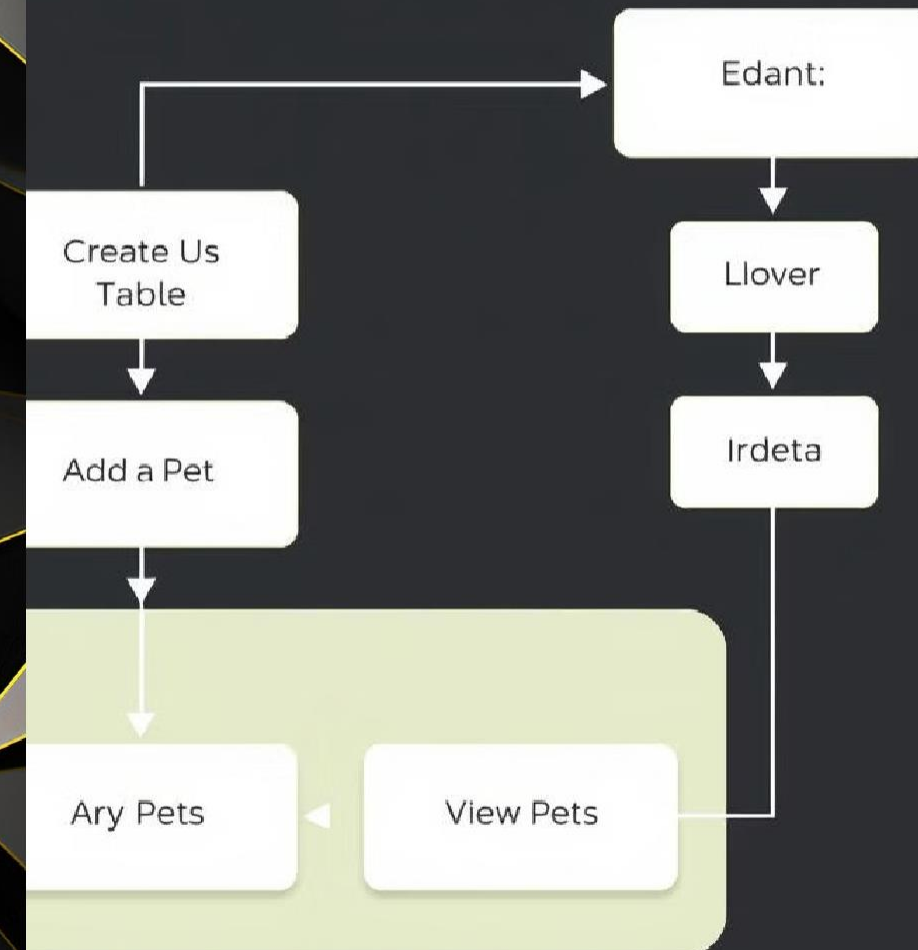 Edant:
Create Us
Table
Llover
Add a Pet
Irdeta
Ary Pets
View Pets